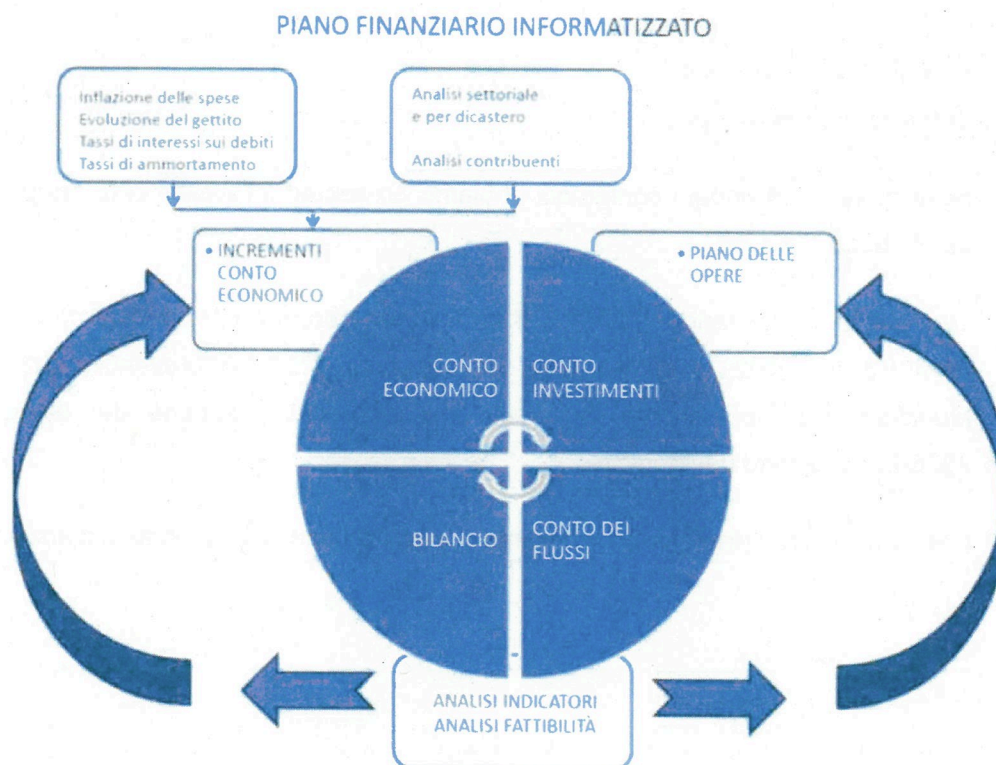 PIANO FINANZIARIO INFORMATIZZATO
Inflazione delle spese
Evoluzione del gettito
Tassi di interessi sui debiti
Tassi di ammortamento
Analisi settoriale
e per dicastero
Analisi contribuenti
• INCREMENTI
CONTO
ECONOMICO
• PIANO DELLE
OPERE
CONTO
ECONOMICO
CONTO
INVESTIMENTI
BILANCIO
CONTO DEI
FLUSSI
ANALISI INDICATORI
ANALISI FATTIBILITÀ